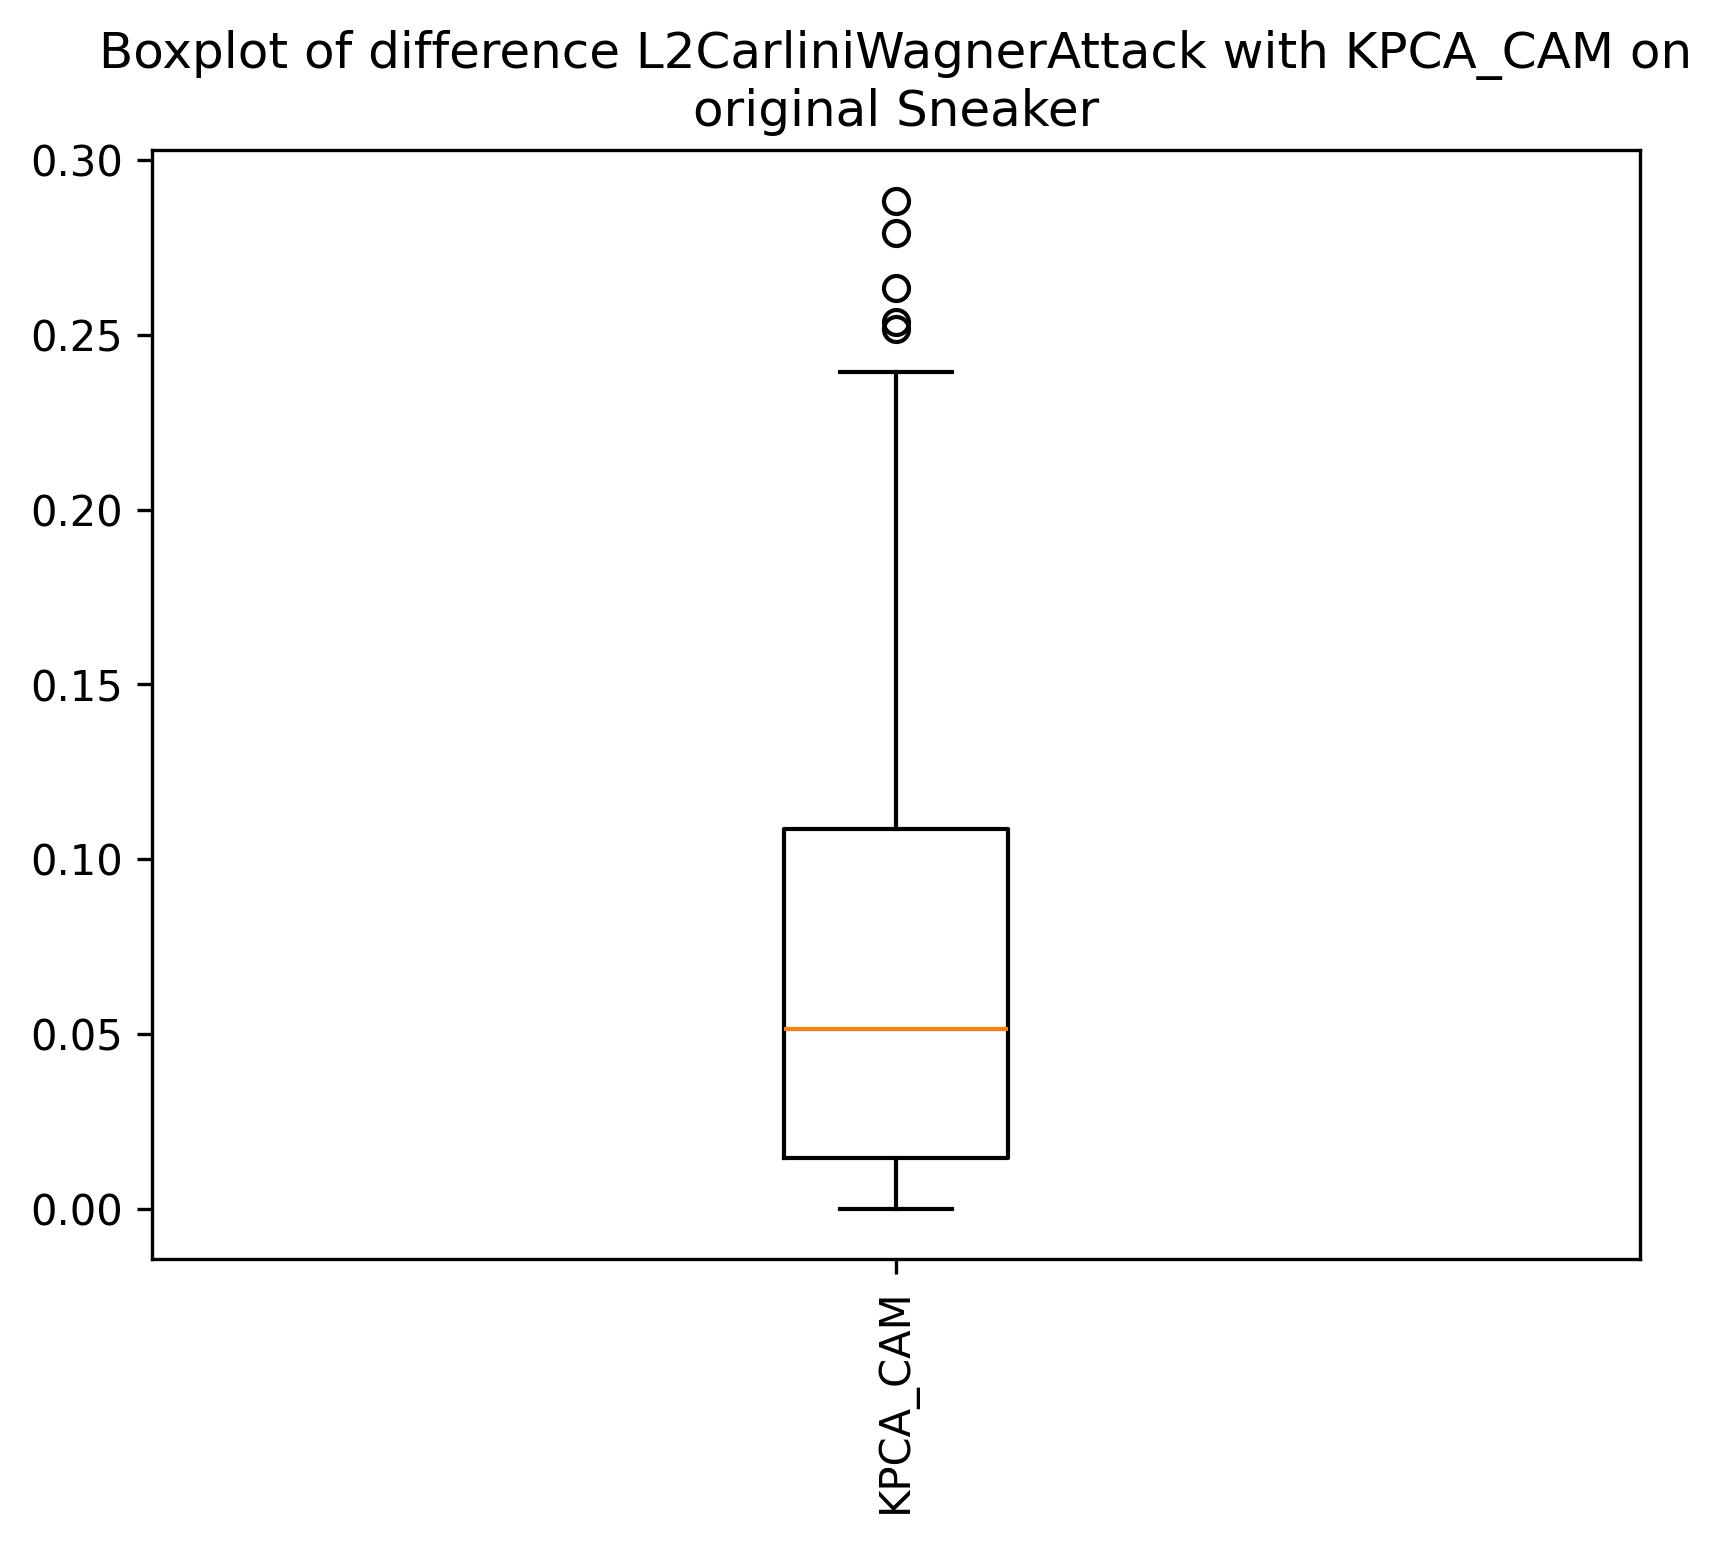 Boxplot of difference L2CarliniWagnerAttack with KPCA_CAM on
original Sneaker
0.30
0.25
0.20
0.15
0.10
0.05
0.00
KPCA_CAM